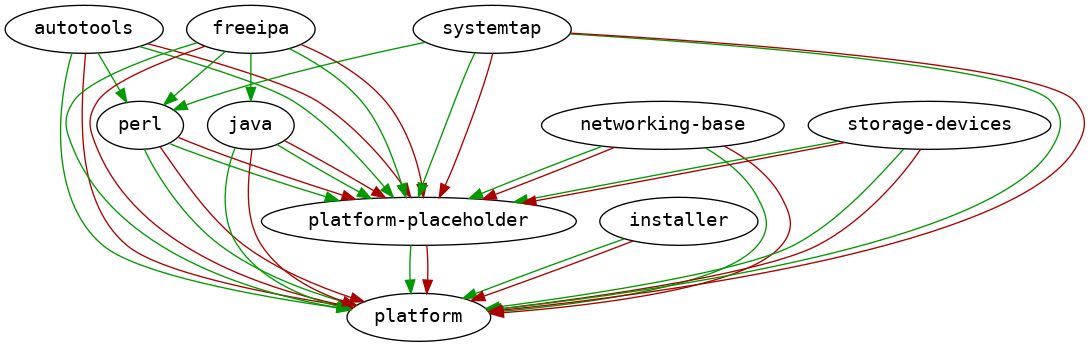 autotools
freeipa
systemtap
perl
java
networking-base
storage-devices
platform-placeholder
installer
platform